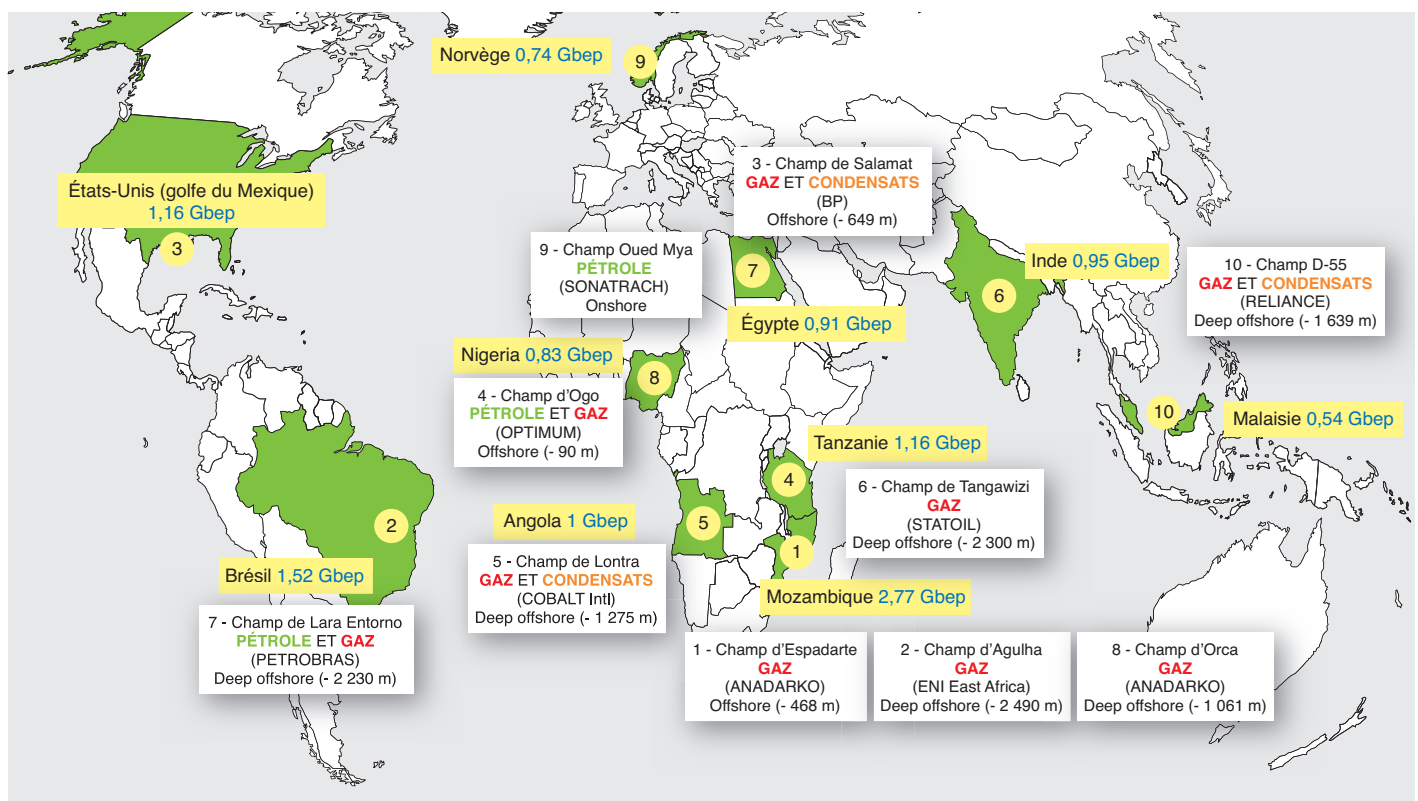 Norvège 0,74 Gbep
9
3 - Champ de Salamat
GAZ ET CONDENSATS
(BP)
Offshore (- 649 m)
États-Unis (golfe du Mexique)
1,16 Gbep
3
9 - Champ Oued Mya
PÉTROLE
(SONATRACH)
Onshore
7
Égypte 0,91 Gbep
6
Inde 0,95 Gbep
10 - Champ D-55
GAZ ET CONDENSATS
(RELIANCE)
Deep offshore (- 1 639 m)
Nigeria 0,83 Gbep
8
4 - Champ d'Ogo
PÉTROLE ET GAZ
(OPTIMUM)
Offshore (- 90 m)
10
Malaisie 0,54 Gbep
Tanzanie 1,16 Gbep
4
6 - Champ de Tangawizi
GAZ
(STATOIL)
Deep offshore (- 2 300 m)
2
Brésil 1,52 Gbep
7 - Champ de Lara Entorno
PÉTROLE ET GAZ
(PETROBRAS)
Deep offshore (- 2 230 m)
Angola 1 Gbep
5
5 - Champ de Lontra
GAZ ET CONDENSATS
(COBALT Intl)
Deep offshore (- 1 275 m)
1
Mozambique 2,77 Gbep
1 - Champ d'Espadarte
GAZ
(ANADARKO)
Offshore (- 468 m)
2 - Champ d'Agulha
GAZ
(ENI East Africa)
Deep offshore (- 2 490 m)
8 - Champ d'Orca
GAZ
(ANADARKO)
Deep offshore (- 1 061 m)